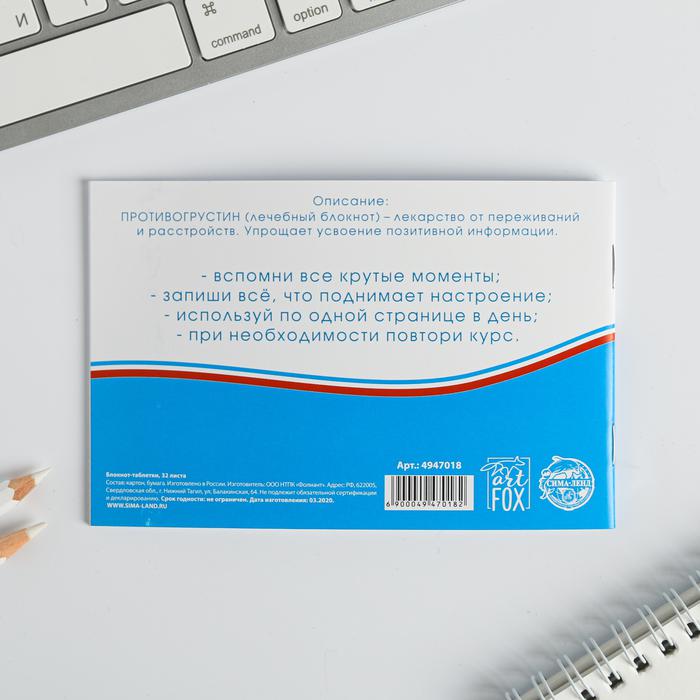 И
⌘
command
option
Описание:
ПРОТИВОГРУСТИН (лечебный блокнот) – лекарство от переживаний
и расстройств. Упрощает усвоение позитивной информации.
- вспомни все крутые моменты;
- запиши всё, что поднимает настроение;
- используй по одной странице в день;
- при необходимости повтори курс.
Блокнот-таблетки, 32 листа
Состав: картон, бумага. Изготовлено в России. Изготовитель: ООО НТПК «Фолиант». Адрес: РФ, 622005,
Свердловская обл., г. Нижний Тагил, ул. Балакинская, 64. Не подлежит обязательной сертификации
и декларированию. Срок годности: не ограничен. Дата изготовления: 03.2020.
WWW.SIMA-LAND.RU
Арт.: 4947018
6 900049 470182
art
FOX
СИМА-ЛЕНД